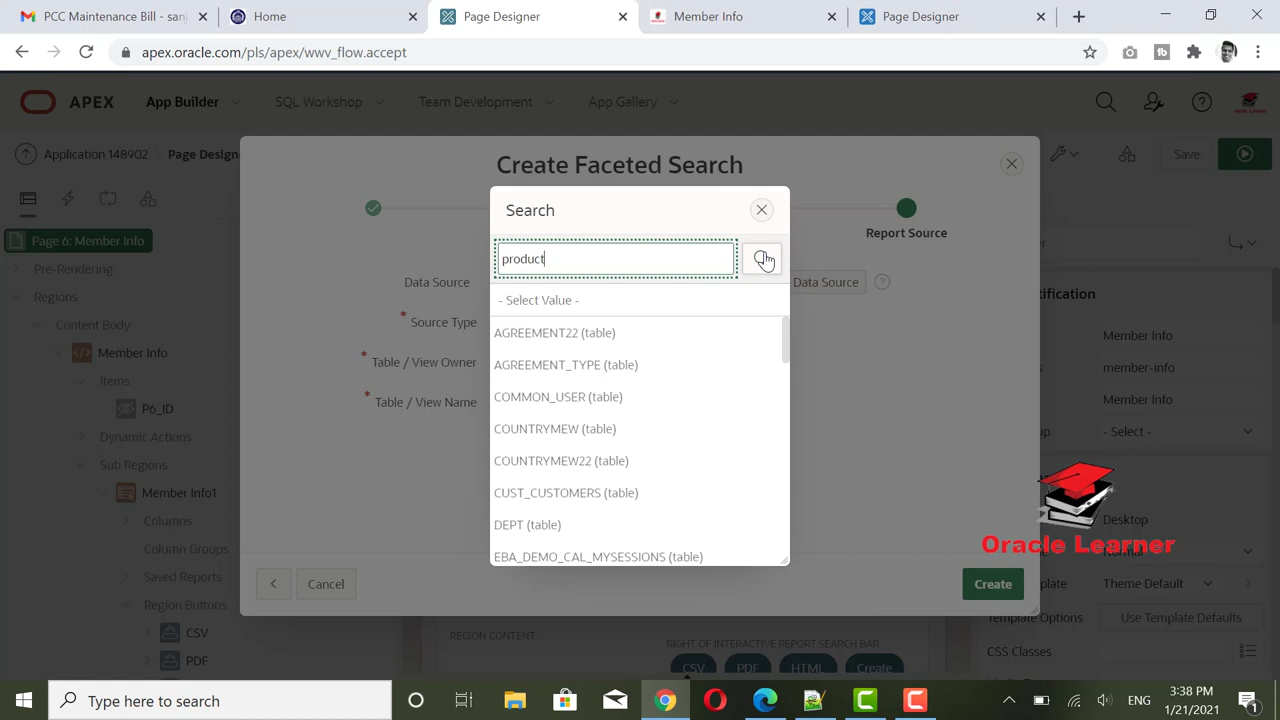 PCC Maintenance Bill - sanj
Home
Page Designer
Member Info
Page Designer
apex.oracle.com/pls/apex/wwv_flow.accept
APEX
App Builder
SQL Workshop
Team Development
App Gallery
Application 148902
Page Designe
Save
Create Faceted Search
Report Source
Search
product
- Select Value -
AGREEMENT22 (table)
AGREEMENT_TYPE (table)
COMMON_USER (table)
COUNTRYMEW (table)
COUNTRYMEW22 (table)
CUST_CUSTOMERS (table)
DEPT (table)
EBA_DEMO_CAL_MYSESSIONS (table)
Data Source
Data Source
* Source Type
* Table / View Owner
* Table / View Name
Cancel
Create
Page 6: Member Info
Pre-Rendering
Regions
Content Body
Member Info
Items
P6_ID
Dynamic Actions
Sub Regions
Member Info1
Columns
Column Groups
Saved Reports
Region Buttons
CSV
PDF
REGION CONTENT
RIGHT OF INTERACTIVE REPORT SEARCH BAR
CSV
PDF
HTML
Create
ntification
Member Info
member-info
Member Info
- Select -
Desktop
Normal
Oracle Learner
Theme Default
Template Options
Use Template Defaults
CSS Classes
Type here to search
ENG
3:38 PM
1/21/2021
1